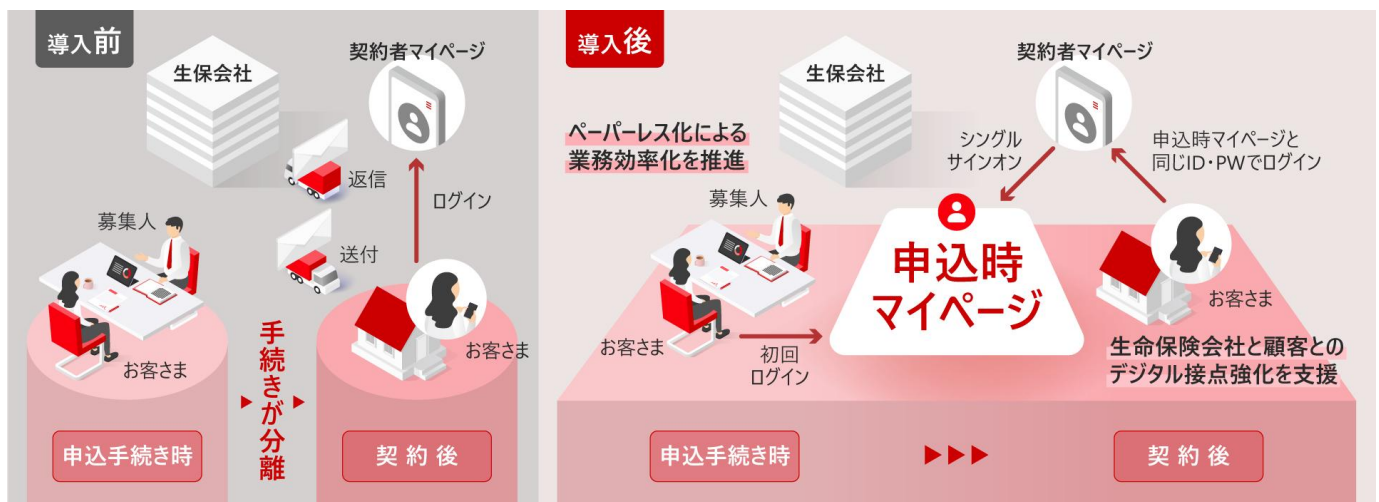 導入前
生保会社
契約者マイページ
返信
ログイン
募集人
送付
お客さま
お客さま
手続きが分離
申込手続き時
契約後
導入後
生保会社
契約者マイページ
ペーパーレス化による
業務効率化を推進
シングル
サインオン
申込時マイページと
同じID・PWでログイン
募集人
申込時
マイページ
お客さま
お客さま
初回
ログイン
生命保険会社と顧客との
デジタル接点強化を支援
申込手続き時
契約後